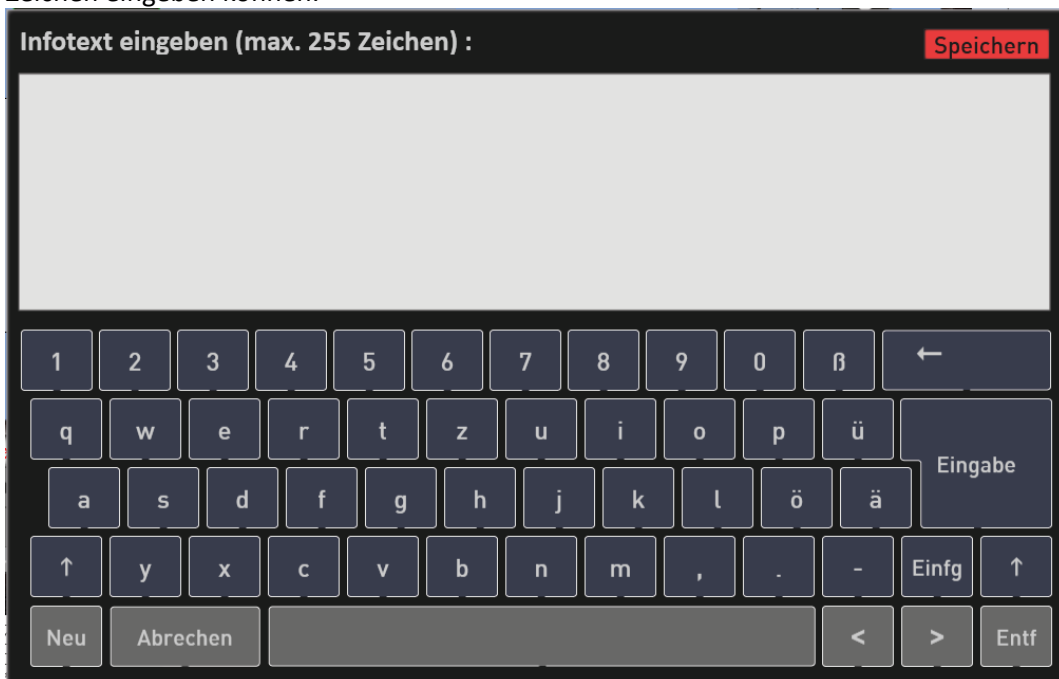 Zeichen eingeben können.
Infotext eingeben (max. 255 Zeichen) :
Speichern
1 2 3 4 5 6 7 8 9 0 ß ←
q w e r t z u i o p ü
Eingabe
a s d f g h j k l ö ä
↑ y x c v b n m , . - Einfg ↑
Neu Abrechen < > Entf